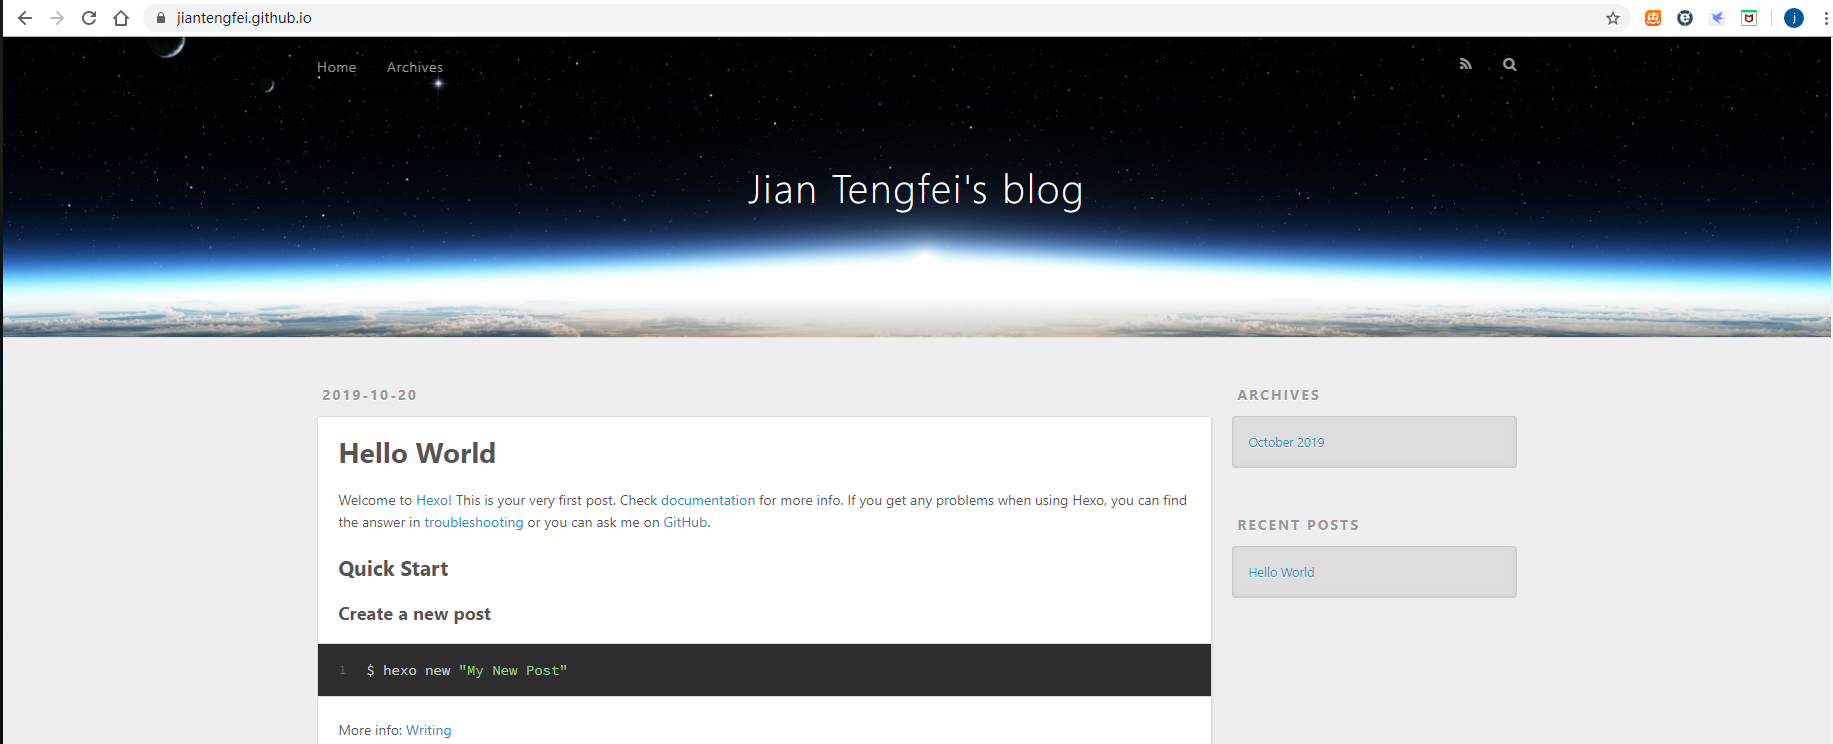 jiantengfei.github.io
j
Home Archives
Jian Tengfei's blog
2019-10-20
Hello World
Welcome to Hexo! This is your very first post. Check documentation for more info. If you get any problems when using Hexo, you can find
the answer in troubleshooting or you can ask me on GitHub.
Quick Start
Create a new post
1 $ hexo new "My New Post"
More info: Writing
ARCHIVES
October 2019
RECENT POSTS
Hello World